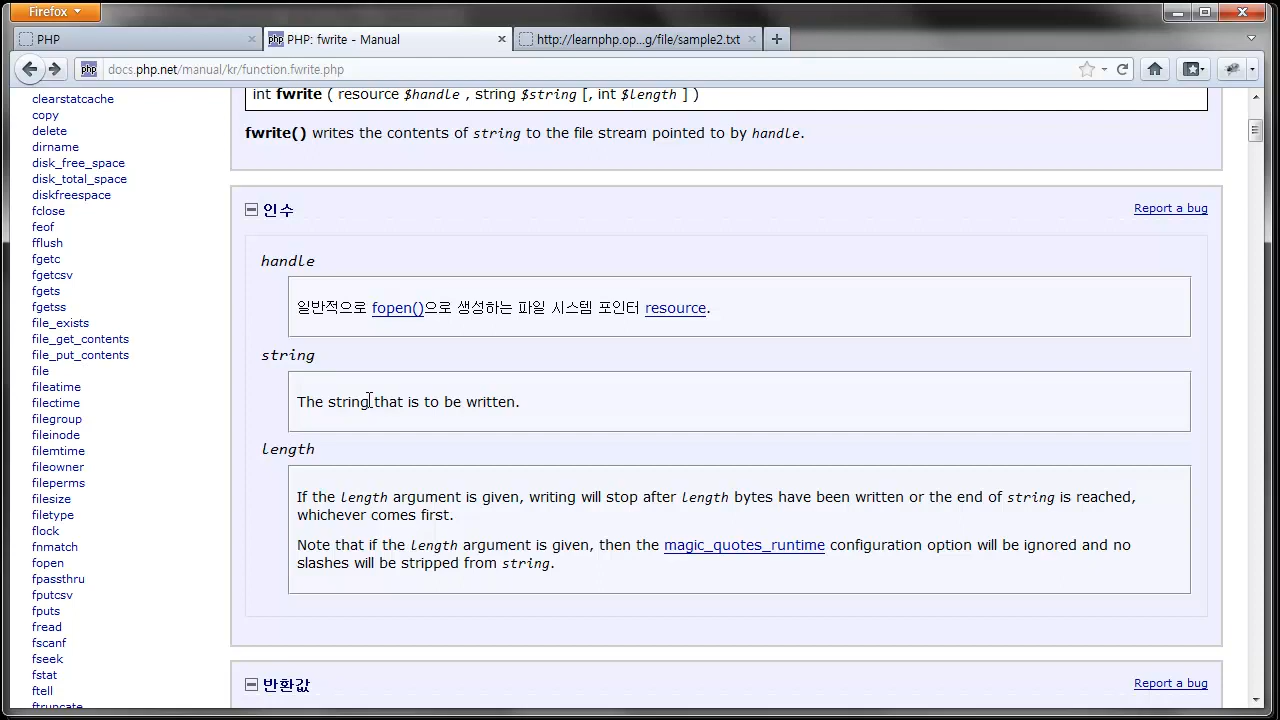 Firefox
PHP
PHP: fwrite - Manual
http://learnphp.op...g/file/sample2.txt
docs.php.net/manual/kr/function.fwrite.php
clearstatcache
copy
delete
dirname
disk_free_space
disk_total_space
diskfreespace
fclose
feof
fflush
fgetc
fgetcsv
fgets
fgetss
file_exists
file_get_contents
file_put_contents
file
fileatime
filectime
filegroup
fileinode
filemtime
fileowner
fileperms
filesize
filetype
flock
fnmatch
fopen
fpassthru
fputcsv
fputs
fread
fscanf
fseek
fstat
ftell
ftruncate
int fwrite ( resource $handle , string $string [, int $length ] )
fwrite() writes the contents of string to the file stream pointed to by handle.
인수
Report a bug
handle
일반적으로 fopen()으로 생성하는 파일 시스템 포인터 resource.
string
The string that is to be written.
length
If the length argument is given, writing will stop after length bytes have been written or the end of string is reached,
whichever comes first.
Note that if the length argument is given, then the magic_quotes_runtime configuration option will be ignored and no
slashes will be stripped from string.
반환값
Report a bug